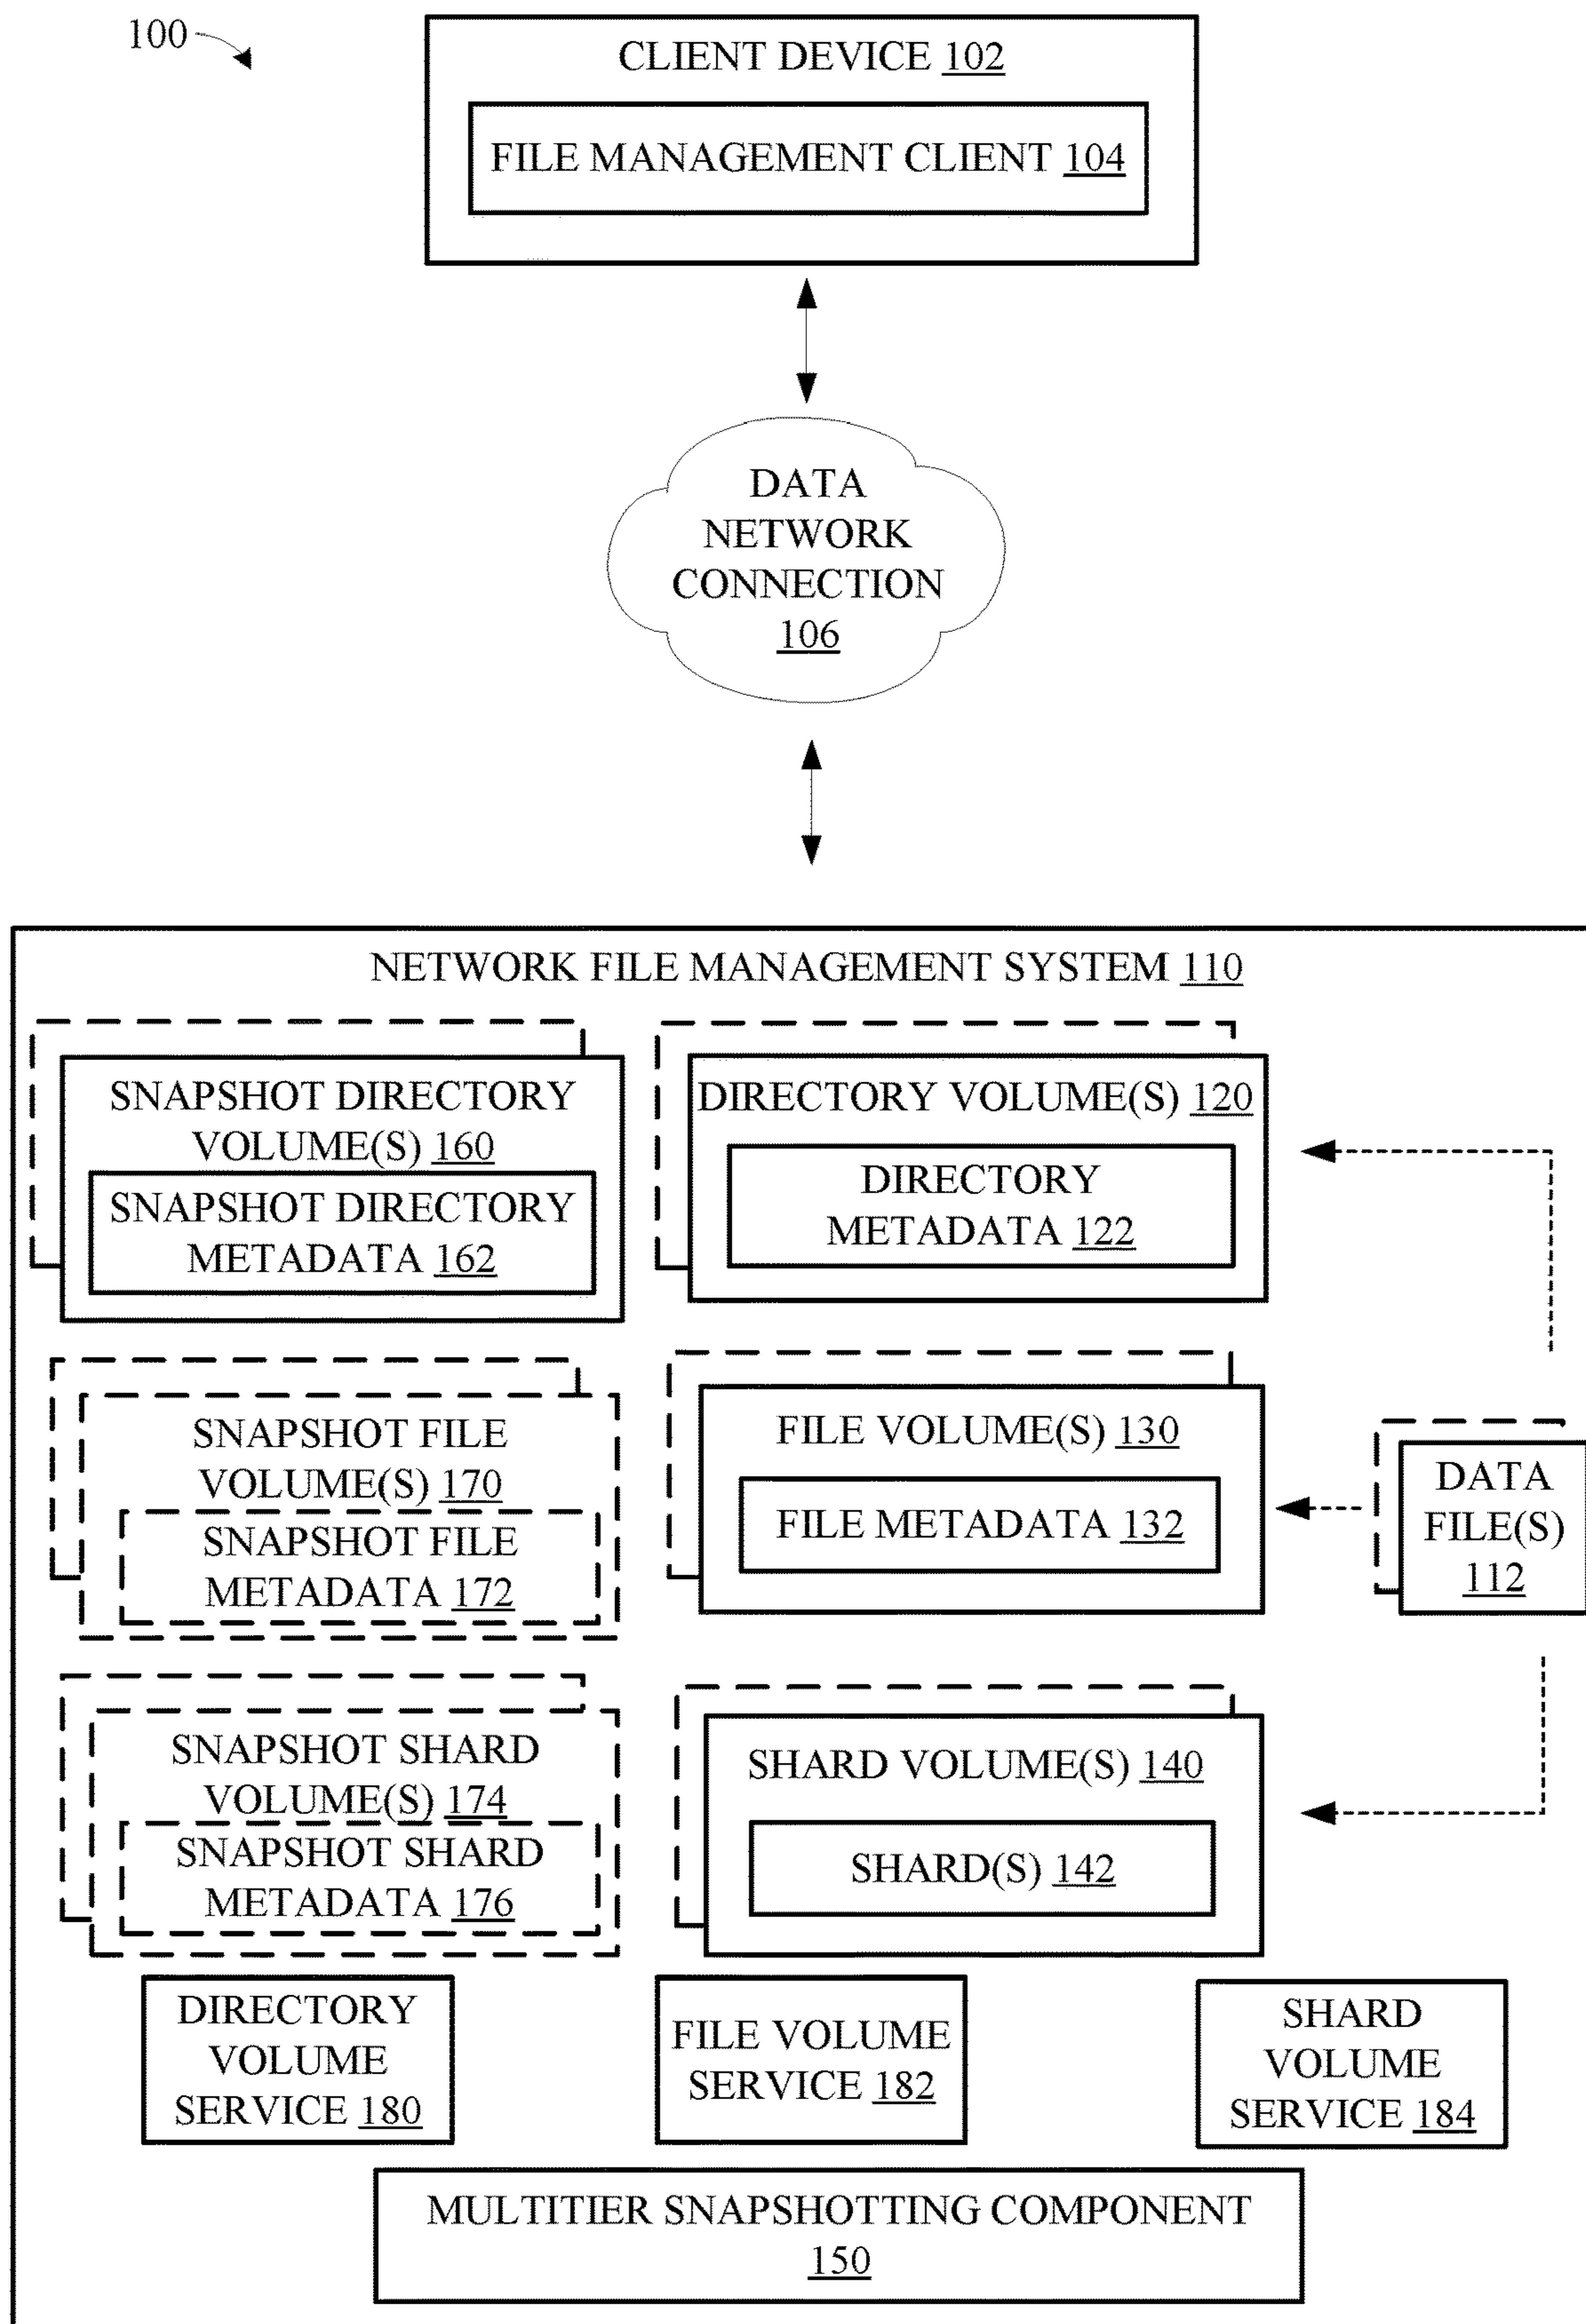 100
CLIENT DEVICE 102
FILE MANAGEMENT CLIENT 104
DATA
NETWORK
CONNECTION
106
NETWORK FILE MANAGEMENT SYSTEM 110
SNAPSHOT DIRECTORY
VOLUME(S) 160
SNAPSHOT DIRECTORY
METADATA 162
DIRECTORY VOLUME(S) 120
DIRECTORY
METADATA 122
SNAPSHOT FILE
VOLUME(S) 170
SNAPSHOT FILE
METADATA 172
FILE VOLUME(S) 130
FILE METADATA 132
DATA
FILE(S)
112
SNAPSHOT SHARD
VOLUME(S) 174
SNAPSHOT SHARD
METADATA 176
SHARD VOLUME(S) 140
SHARD(S) 142
DIRECTORY
VOLUME
SERVICE 180
FILE VOLUME
SERVICE 182
SHARD
VOLUME
SERVICE 184
MULTITIER SNAPSHOTTING COMPONENT
150